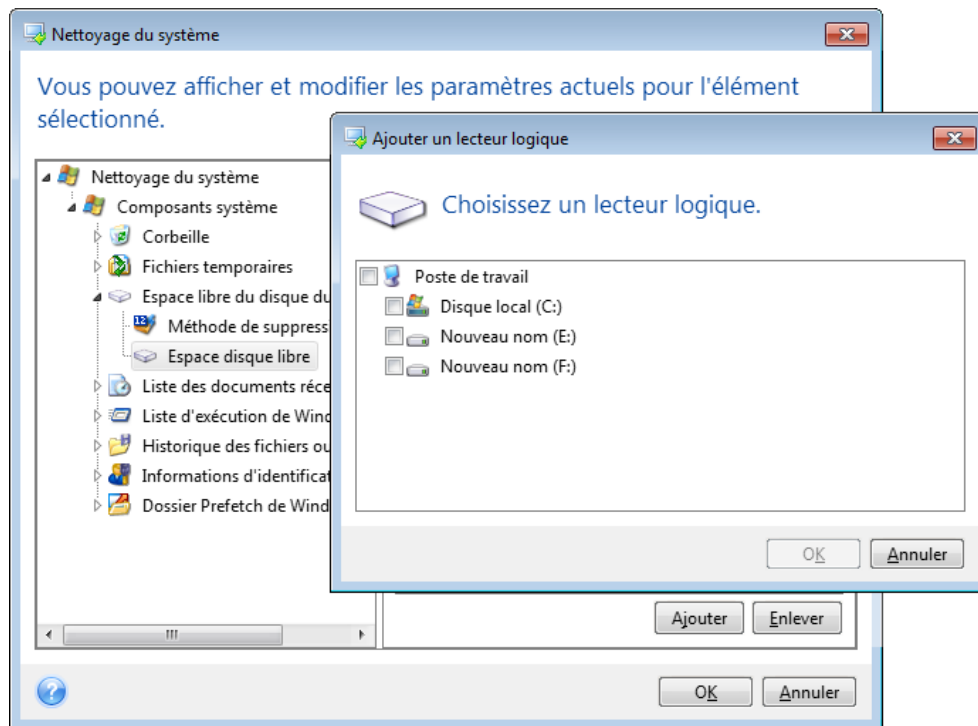 Nettoyage du système
Vous pouvez afficher et modifier les paramètres actuels pour l'élément
sélectionné.
Nettoyage du système
Composants système
Corbeille
Fichiers temporaires
Espace libre du disque du
Méthode de suppress
Espace disque libre
Liste des documents réce
Liste d'exécution de Wind
Historique des fichiers ou
Informations d'identificat
Dossier Prefetch de Wind
Ajouter un lecteur logique
Choisissez un lecteur logique.
Poste de travail
Disque local (C:)
Nouveau nom (E:)
Nouveau nom (F:)
OK
Annuler
Ajouter
Enlever
OK
Annuler